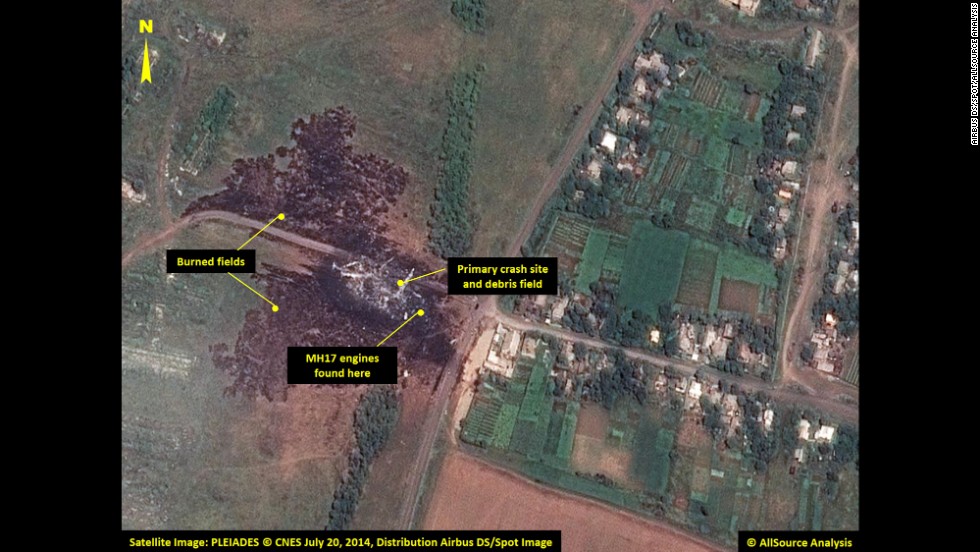 N
Burned fields
Primary crash site
and debris field
MH17 engines
found here
Satellite Image: PLEIADES © CNES July 20, 2014, Distribution Airbus DS/Spot Image
© AllSource Analysis
AIRBUS DS/SPOT/ALLSOURCE ANALYSIS